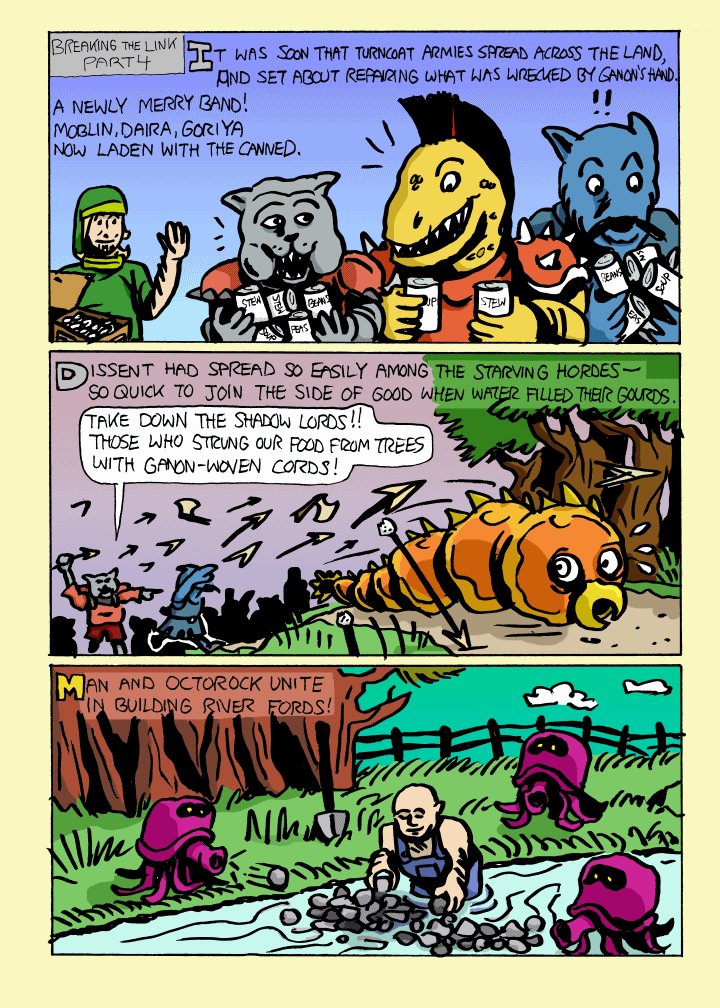 BREAKING THE LINK
PART 4
IT WAS SOON THAT TURNCOAT ARMIES SPREAD ACROSS THE LAND,
AND SET ABOUT REPAIRING WHAT WAS WRECKED BY GANON'S HAND.
A NEWLY MERRY BAND!
MOBLIN, DAIRA, GORIYA
NOW LADEN WITH THE CANNED.
!!
STEW
STEW
BEANS
SOUP
PEAS
UP
STEW
BEANS
SOUP
EAS
DISSENT HAD SPREAD SO EASILY AMONG THE STARVING HORDES—
SO QUICK TO JOIN THE SIDE OF GOOD WHEN WATER FILLED THEIR GOURDS.
TAKE DOWN THE SHADOW LORDS!!
THOSE WHO STRUNG OUR FOOD FROM TREES
WITH GANON-WOVEN CORDS!
MAN AND OCTOROCK UNITE
IN BUILDING RIVER FORDS!